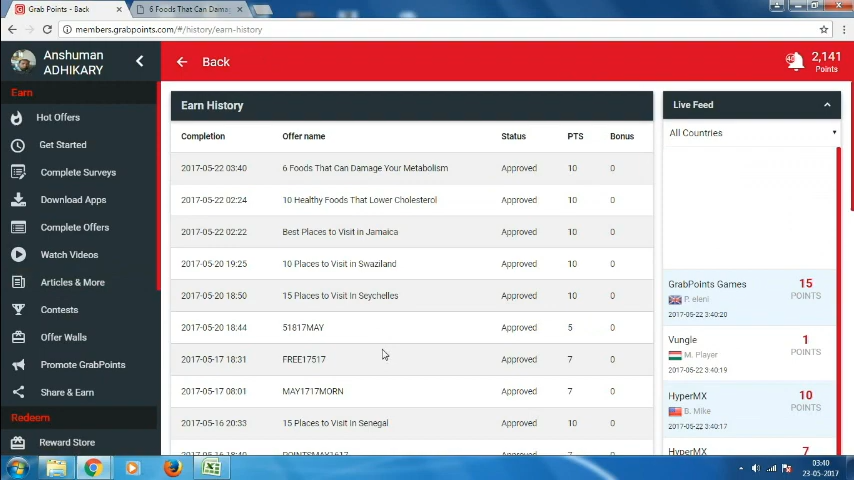 Grab Points - Back
6 Foods That Can Dama
members.grabpoints.com/#/history/earn-history
Anshuman
ADHIKARY
Back
2,141
Points
Earn
Hot Offers
Get Started
Complete Surveys
Download Apps
Complete Offers
Watch Videos
Articles & More
Contests
Offer Walls
Promote GrabPoints
Share & Earn
Redeem
Reward Store
Earn History
Completion Offer name Status PTS Bonus
2017-05-22 03:40 6 Foods That Can Damage Your Metabolism Approved 10 0
2017-05-22 02:24 10 Healthy Foods That Lower Cholesterol Approved 10 0
2017-05-22 02:22 Best Places to Visit in Jamaica Approved 10 0
2017-05-20 19:25 10 Places to Visit in Swaziland Approved 10 0
2017-05-20 18:50 15 Places to Visit In Seychelles Approved 10 0
2017-05-20 18:44 51817MAY Approved 5 0
2017-05-17 18:31 FREE17517 Approved 7 0
2017-05-17 08:01 MAY1717MORN Approved 7 0
2017-05-16 20:33 15 Places to Visit In Senegal Approved 10 0
2017-05-16 18:40 POINTSMAY1617 Approved 7 0
Live Feed
All Countries
GrabPoints Games 15
P. eleni POINTS
2017-05-22 3:40:20
Vungle 1
M. Player POINTS
2017-05-22 3:40:19
HyperMX 10
B. Mike POINTS
2017-05-22 3:40:17
HyperMX 7
03:40
23-05-2017